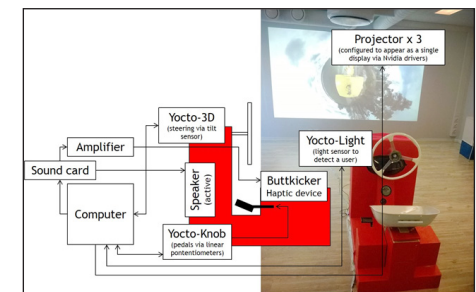 Projector x 3
(configured to appear as a single
display via Nvidia drivers)
Yocto-3D
(steering via tilt
sensor)
Yocto-Light
(light sensor to
detect a user)
Amplifier
Sound card
Speaker
(active)
Buttkicker
Haptic device
Computer
Yocto-Knob
(pedals via linear
pontentiometers)